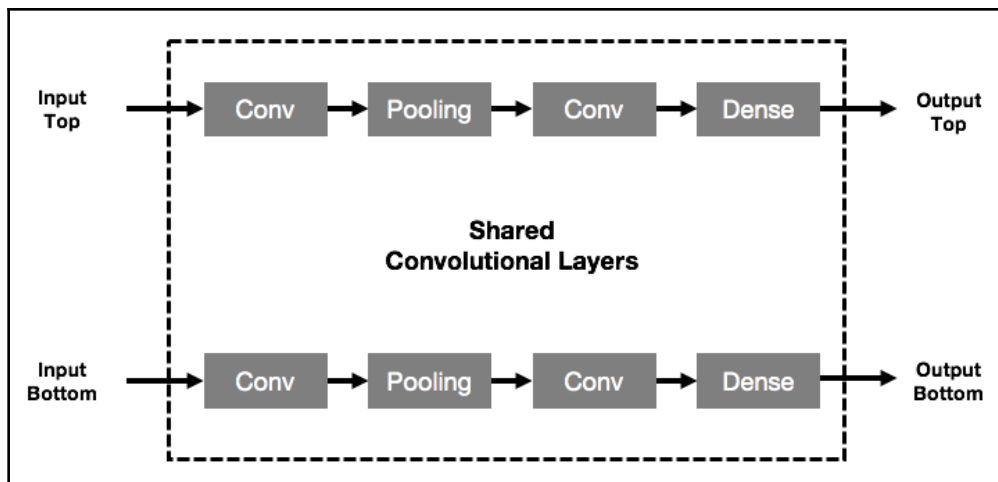 Input
Top
Conv
Pooling
Conv
Dense
Output
Top
Shared
Convolutional Layers
Input
Bottom
Conv
Pooling
Conv
Dense
Output
Bottom